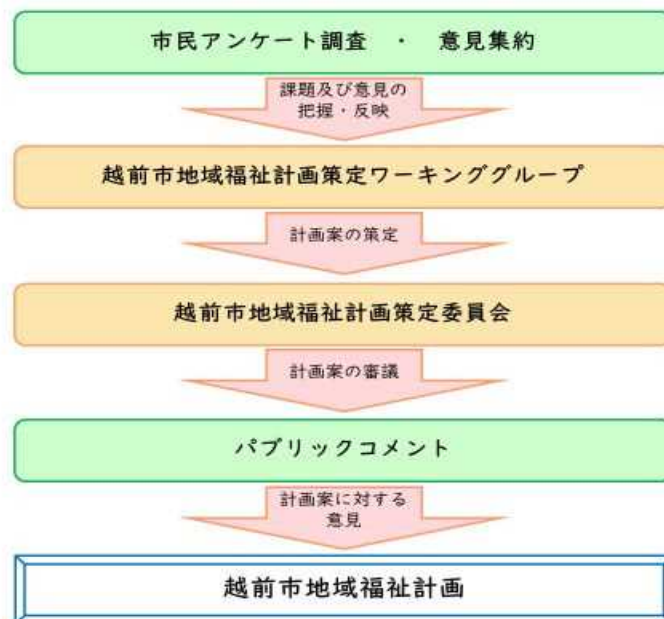 市民アンケート調査　・　意見集約
課題及び意見の
把握・反映
越前市地域福祉計画策定ワーキンググループ
計画案の策定
越前市地域福祉計画策定委員会
計画案の審議
パブリックコメント
計画案に対する
意見
越前市地域福祉計画